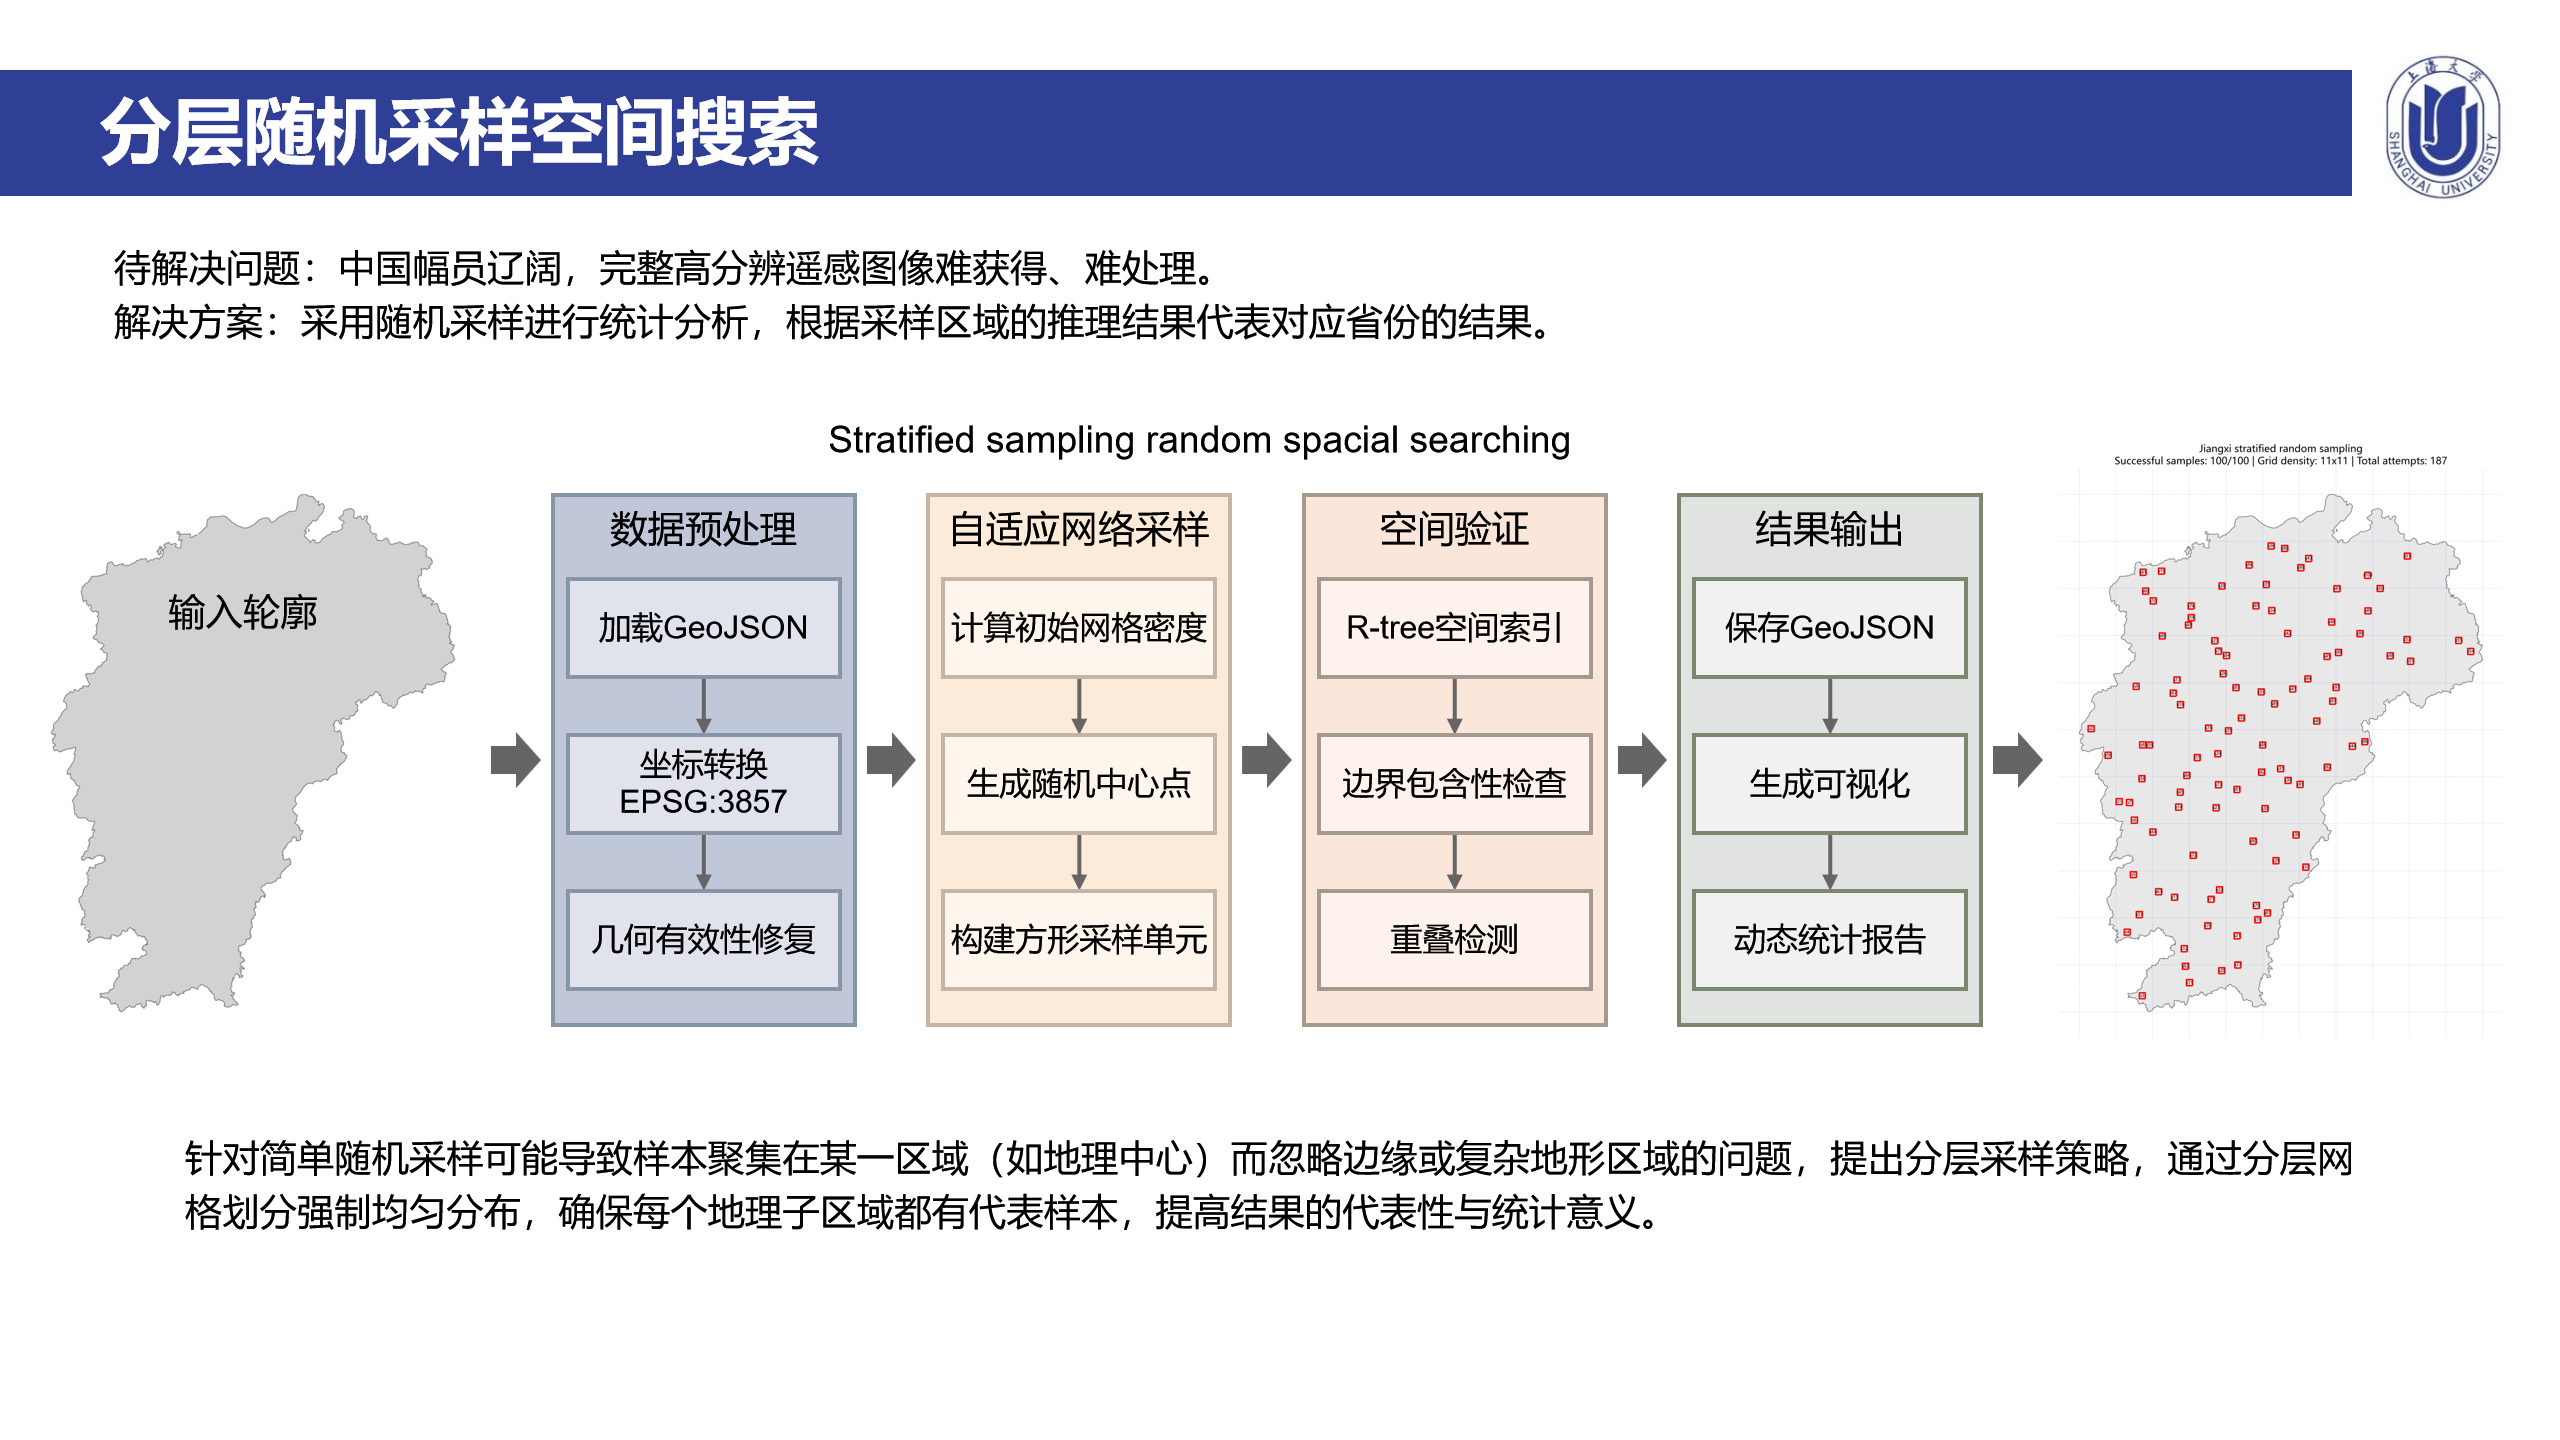 分层随机采样空间搜索
上海大学
SHANGHAI UNIVERSITY
待解决问题：中国幅员辽阔，完整高分辨遥感图像难获得、难处理。
解决方案：采用随机采样进行统计分析，根据采样区域的推理结果代表对应省份的结果。
Stratified sampling random spacial searching
输入轮廓
数据预处理
加载GeoJSON
坐标转换
EPSG:3857
几何有效性修复
自适应网络采样
计算初始网格密度
生成随机中心点
构建方形采样单元
空间验证
R-tree空间索引
边界包含性检查
重叠检测
结果输出
保存GeoJSON
生成可视化
动态统计报告
Jiangxi stratified random sampling
Successful samples: 100/100 | Grid density: 11x11 | Total attempts: 187
针对简单随机采样可能导致样本聚集在某一区域（如地理中心）而忽略边缘或复杂地形区域的问题，提出分层采样策略，通过分层网
格划分强制均匀分布，确保每个地理子区域都有代表样本，提高结果的代表性与统计意义。